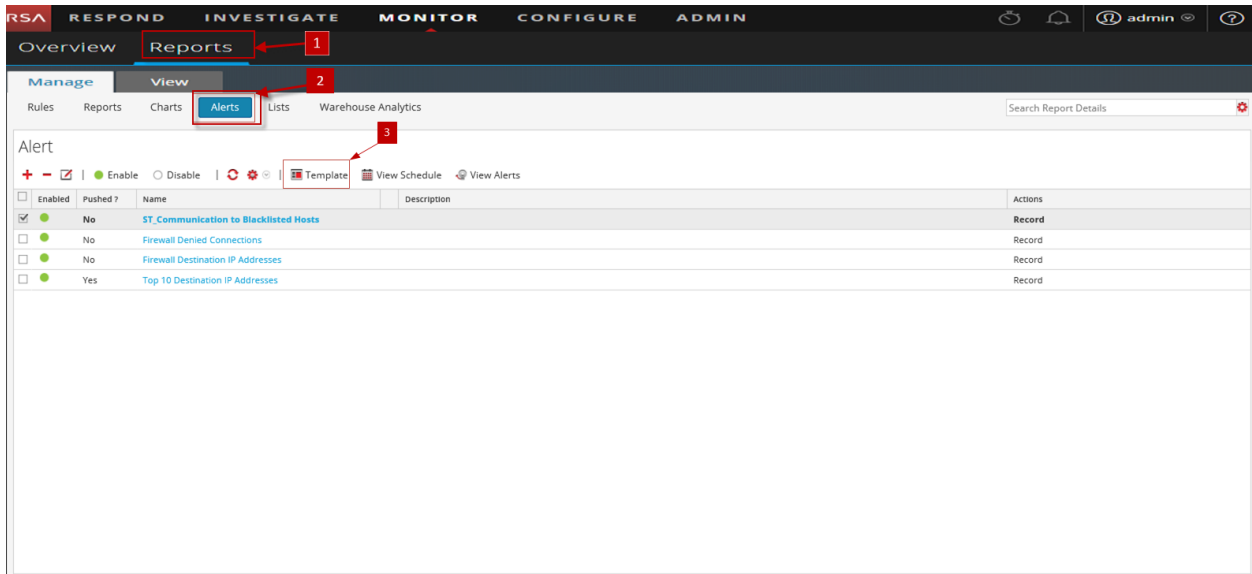 RSA RESPOND INVESTIGATE MONITOR CONFIGURE ADMIN admin ?
Overview Reports 1
Manage View 2
Rules Reports Charts Alerts Lists Warehouse Analytics Search Report Details
3
Alert
Enable Disable Template View Schedule View Alerts
Enabled Pushed ? Name Description Actions
No ST_Communication to Blacklisted Hosts Record
No Firewall Denied Connections Record
No Firewall Destination IP Addresses Record
Yes Top 10 Destination IP Addresses Record